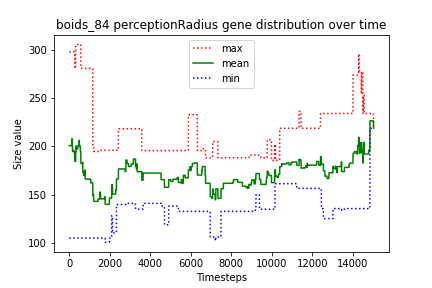 boids_84 perceptionRadius gene distribution over time
max
mean
min
Size value
300
250
200
150
100
0
2000
4000
6000
8000
10000
12000
14000
Timesteps